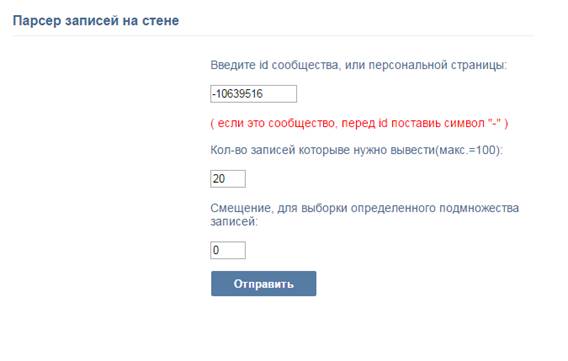 Парсер записей на стене
Введите id сообщества, или персональной страницы:
-10639516
( если это сообщество, перед id поставиь символ "-" )
Кол-во записей которыве нужно вывести(макс.=100):
20
Смещение, для выборки определенного подмножества
записей:
0
Отправить